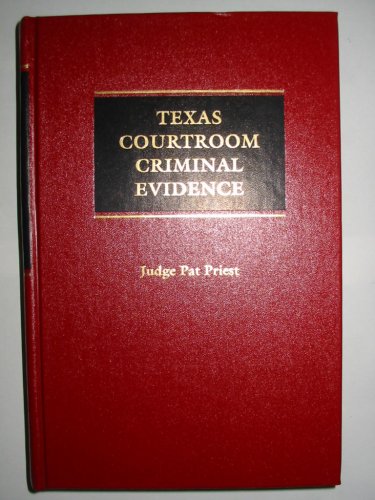 TEXAS
COURTROOM
CRIMINAL
EVIDENCE
Judge Pat Priest